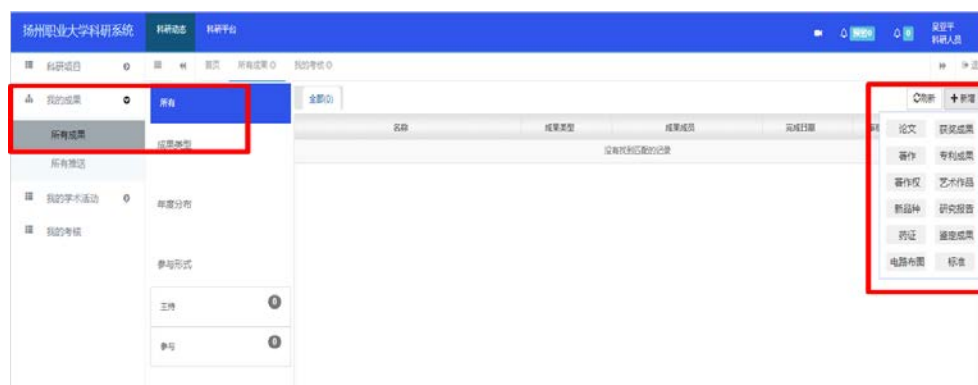 扬州职业大学科研系统 科研动态 科研平台
科研人员
科研项目 首页 所有成果 我的考核
我的成果 所有 全部(0) 刷新 +新增
名称 成果类型 成果成员 完成日期
所有成果 成果类型 没有找到匹配的记录
所有推送
我的学术活动 年度分布
我的考核
参与形式
主持 0
参与 0
论文 获奖成果
著作 专利成果
著作权 艺术作品
新品种 研究报告
药证 鉴定成果
电路布图 标准